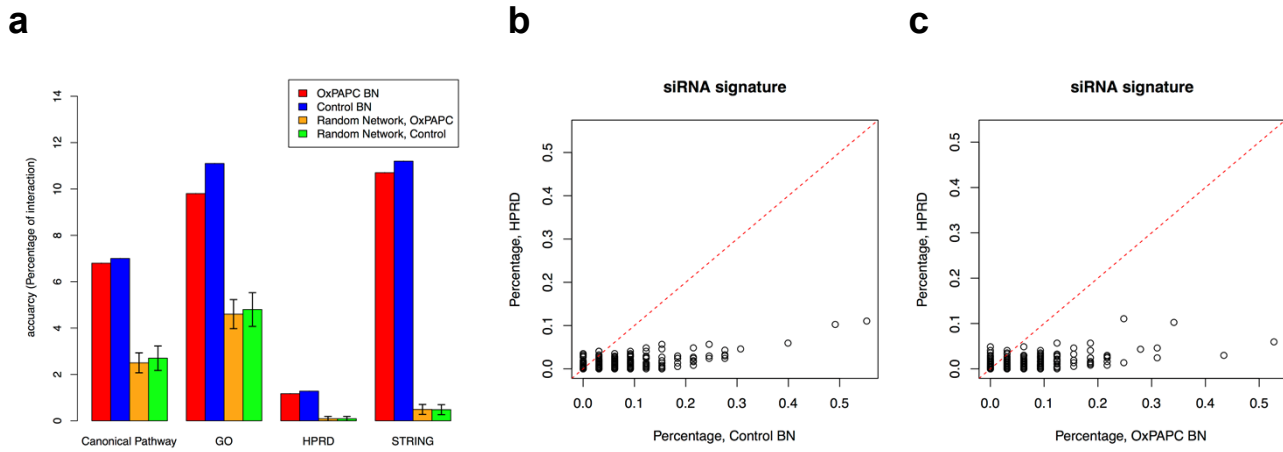 a
accuarcy (Percentage of interaction)
14
12
10
8
6
4
2
0
OxPAPC BN
Control BN
Random Network, OxPAPC
Random Network, Control
Canonical Pathway
GO
HPRD
STRING
b
siRNA signature
Percentage, HPRD
0.5
0.4
0.3
0.2
0.1
0.0
0.0 0.1 0.2 0.3 0.4 0.5
Percentage, Control BN
c
siRNA signature
Percentage, HPRD
0.5
0.4
0.3
0.2
0.1
0.0
0.0 0.1 0.2 0.3 0.4 0.5
Percentage, OxPAPC BN